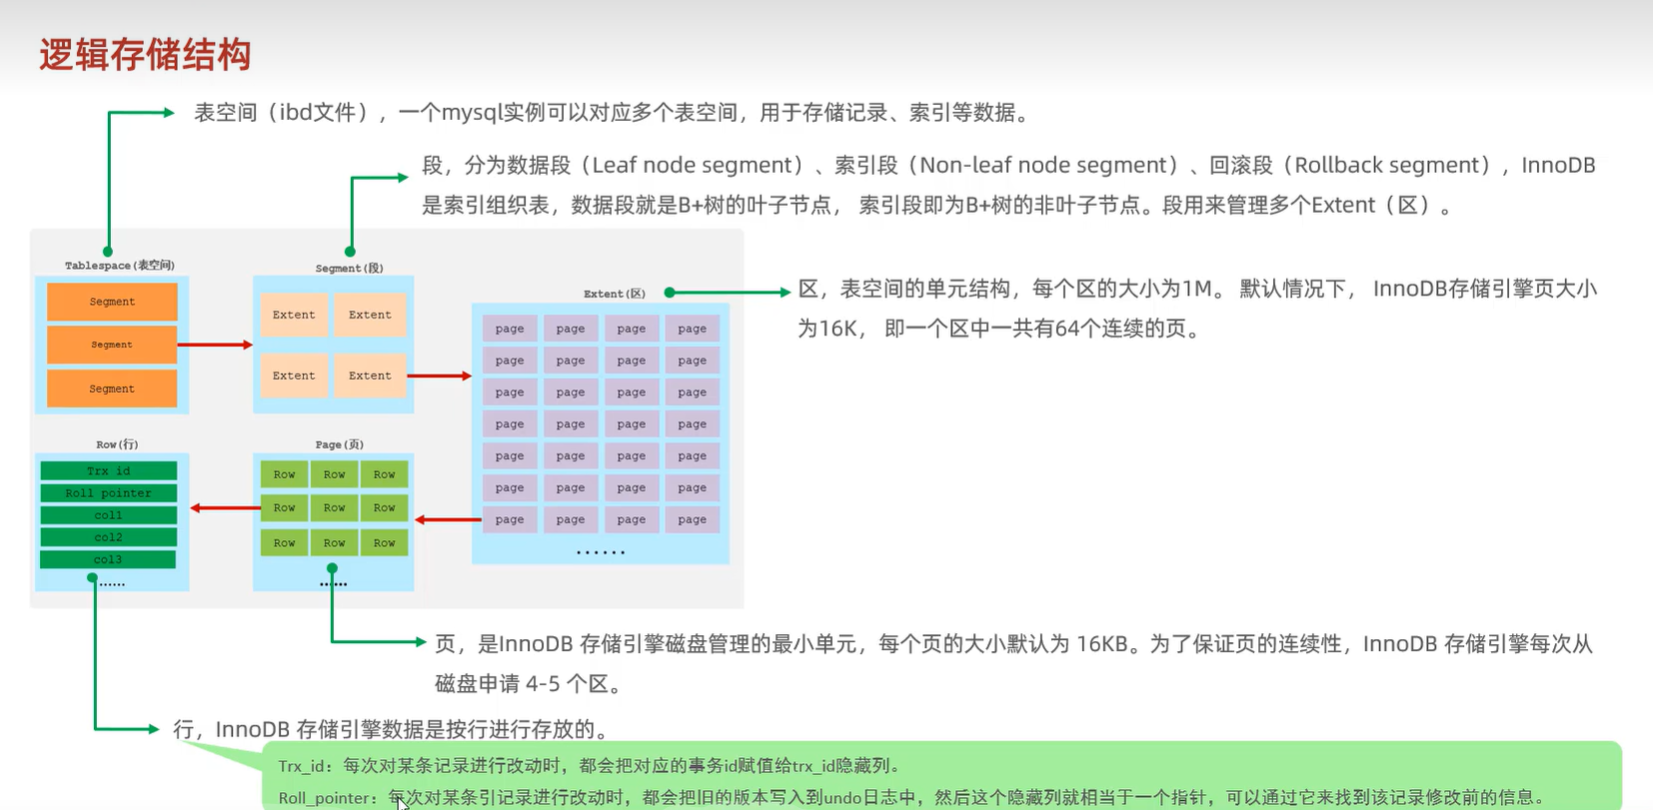 逻辑存储结构
表空间（ibd文件），一个mysql实例可以对应多个表空间，用于存储记录、索引等数据。
段，分为数据段（Leaf node segment）、索引段（Non-leaf node segment）、回滚段（Rollback segment），InnoDB
是索引组织表，数据段就是B+树的叶子节点， 索引段即为B+树的非叶子节点。段用来管理多个Extent（区）。
Tablespace(表空间)
Segment
Segment
Segment
Segment(段)
Extent Extent
Extent Extent
Extent(区)
page page page page
page page page page
page page page page
page page page page
page page page page
page page page page
page page page page
......
区，表空间的单元结构，每个区的大小为1M。 默认情况下， InnoDB存储引擎页大小
为16K， 即一个区中一共有64个连续的页。
Row(行)
Trx id
Roll pointer
col1
col2
col3
......
Page(页)
Row Row Row
Row Row Row
Row Row Row
......
页，是InnoDB 存储引擎磁盘管理的最小单元，每个页的大小默认为 16KB。为了保证页的连续性，InnoDB 存储引擎每次从
磁盘申请 4-5 个区。
行，InnoDB 存储引擎数据是按行进行存放的。
Trx_id：每次对某条记录进行改动时，都会把对应的事务id赋值给trx_id隐藏列。
Roll_pointer：每次对某条引记录进行改动时，都会把旧的版本写入到undo日志中，然后这个隐藏列就相当于一个指针，可以通过它来找到该记录修改前的信息。